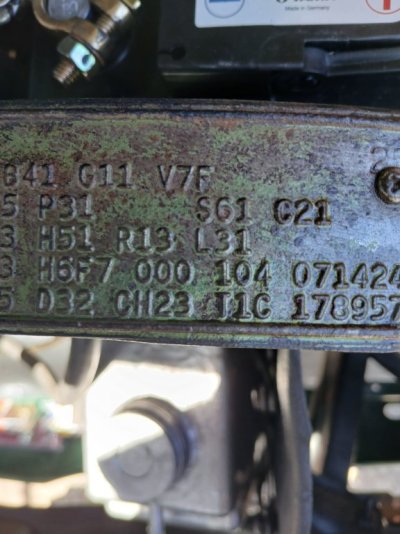 Made in Germany
B41 G11 V7F
5 P31 S61 C21
3 H51 R13 L31
3 H6F7 000 104 071424
5 D32 CH23 T1C 178957